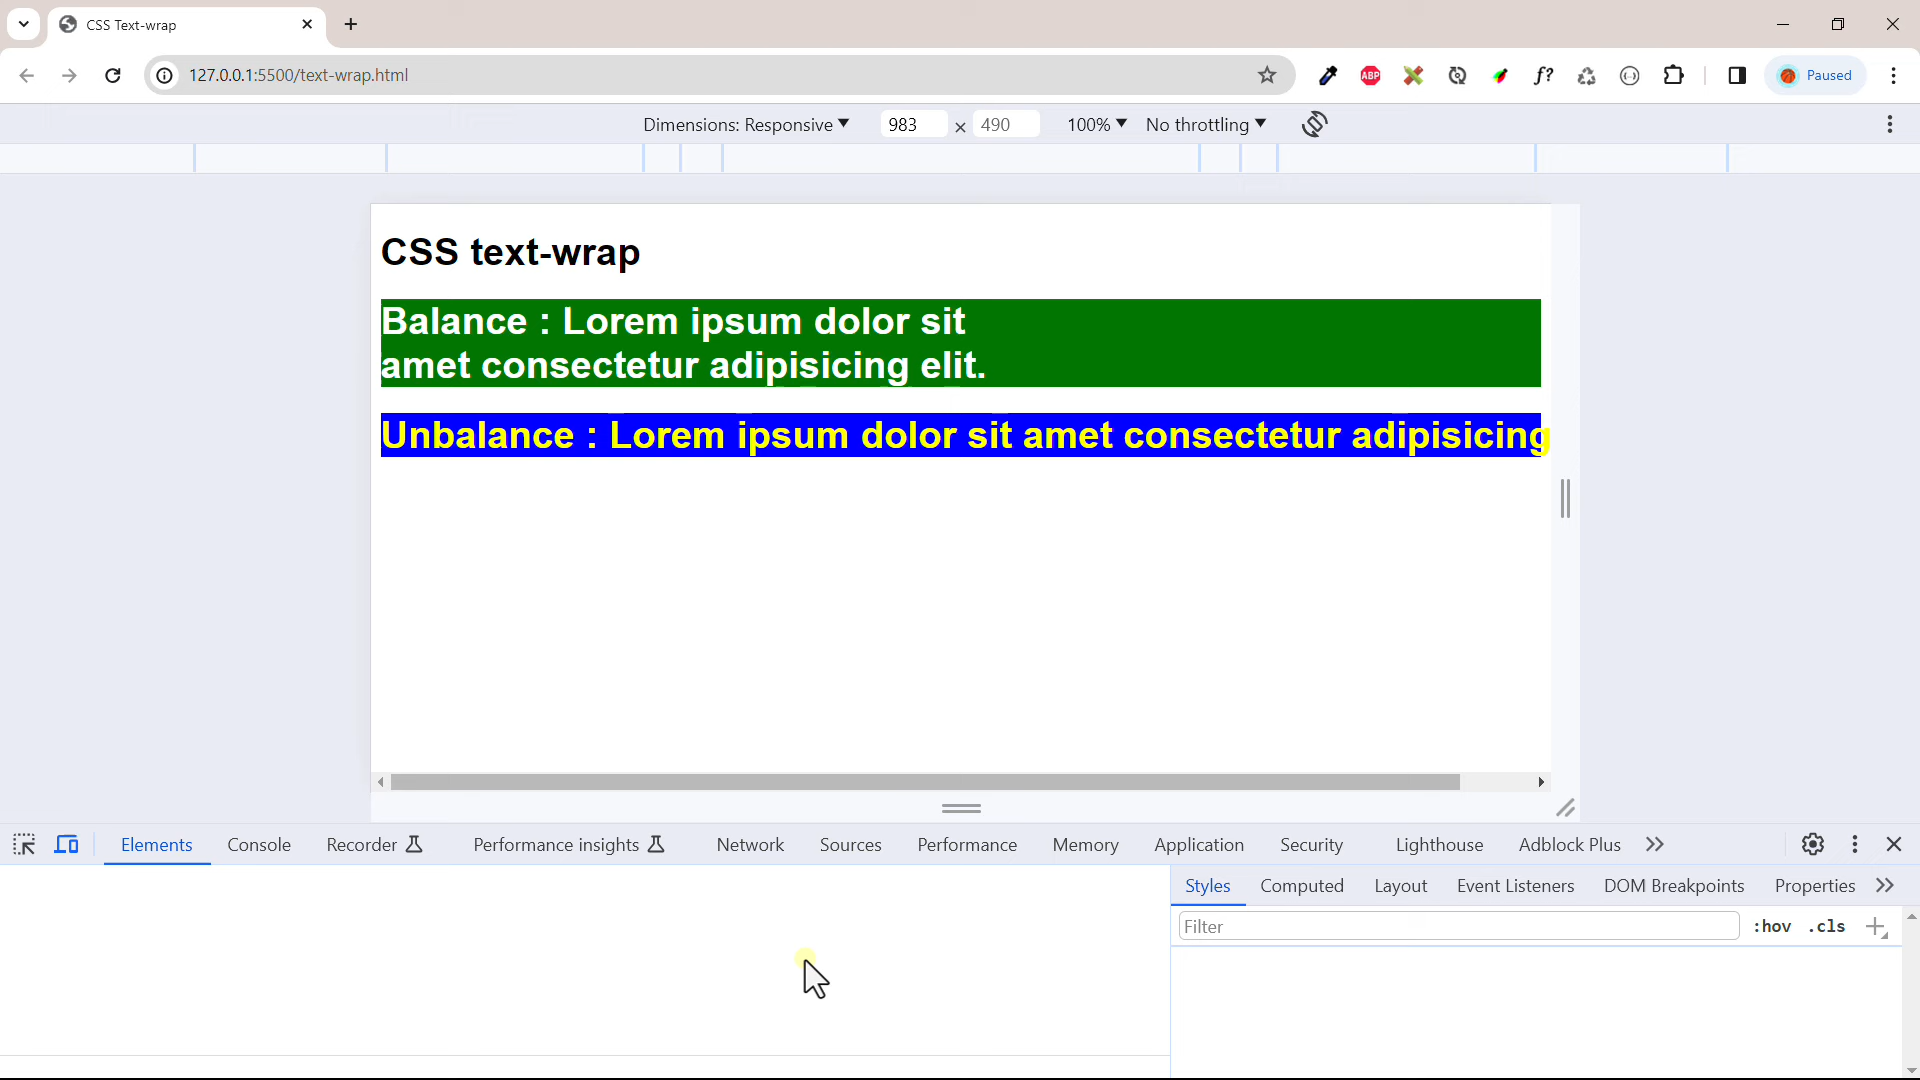 CSS Text-wrap
127.0.0.1:5500/text-wrap.html
ABP
f?
Paused
Dimensions: Responsive
983 × 490
100%
No throttling
CSS text-wrap
Balance : Lorem ipsum dolor sit
amet consectetur adipisicing elit.
Unbalance : Lorem ipsum dolor sit amet consectetur adipisicing
Elements
Console
Recorder
Performance insights
Network
Sources
Performance
Memory
Application
Security
Lighthouse
Adblock Plus
Styles
Computed
Layout
Event Listeners
DOM Breakpoints
Properties
Filter
:hov
.cls